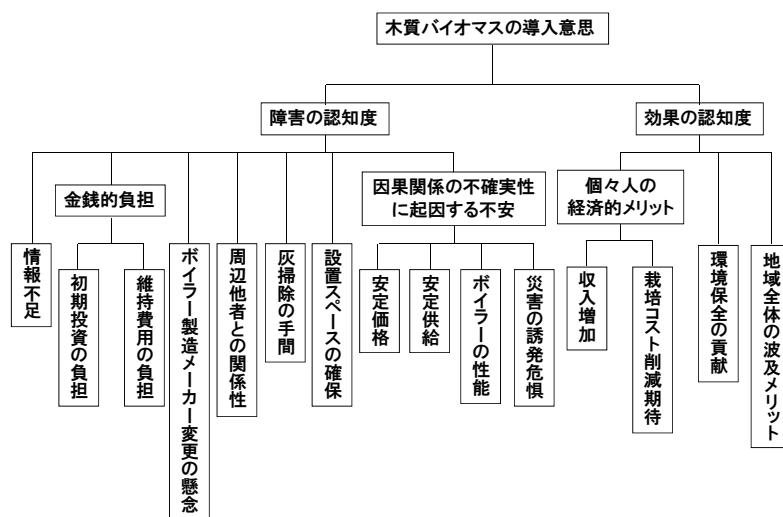 木質バイオマスの導入意思
障害の認知度
効果の認知度
金銭的負担
因果関係の不確実性
に起因する不安
個々人の
経済的メリット
情報不足
初期投資の負担
維持費用の負担
ボイラー製造メーカー変更の懸念
周辺他者との関係性
灰掃除の手間
設置スペースの確保
安定価格
安定供給
ボイラーの性能
災害の誘発危惧
収入増加
栽培コスト削減期待
環境保全の貢献
地域全体の波及メリット